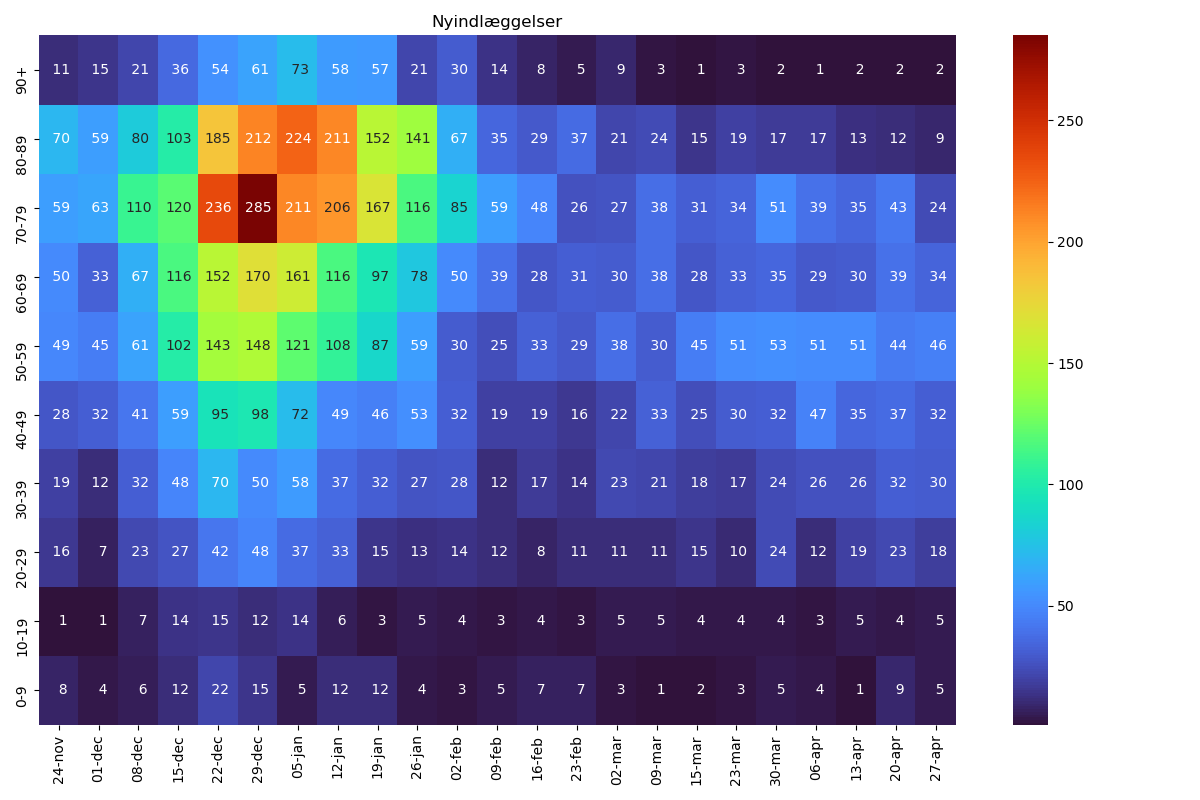 Nyindlæggelser
90+ 11 15 21 36 54 61 73 58 57 21 30 14 8 5 9 3 1 3 2 1 2 2 2
80-89 70 59 80 103 185 212 224 211 152 141 67 35 29 37 21 24 15 19 17 17 13 12 9
70-79 59 63 110 120 236 285 211 206 167 116 85 59 48 26 27 38 31 34 51 39 35 43 24
60-69 50 33 67 116 152 170 161 116 97 78 50 39 28 31 30 38 28 33 35 29 30 39 34
50-59 49 45 61 102 143 148 121 108 87 59 30 25 33 29 38 30 45 51 53 51 51 44 46
40-49 28 32 41 59 95 98 72 49 46 53 32 19 19 16 22 33 25 30 32 47 35 37 32
30-39 19 12 32 48 70 50 58 37 32 27 28 12 17 14 23 21 18 17 24 26 26 32 30
20-29 16 7 23 27 42 48 37 33 15 13 14 12 8 11 11 11 15 10 24 12 19 23 18
10-19 1 1 7 14 15 12 14 6 3 5 4 3 4 3 5 5 4 4 4 3 5 4 5
0-9 8 4 6 12 22 15 5 12 12 4 3 5 7 7 3 1 2 3 5 4 1 9 5
24-nov 01-dec 08-dec 15-dec 22-dec 29-dec 05-jan 12-jan 19-jan 26-jan 02-feb 09-feb 16-feb 23-feb 02-mar 09-mar 15-mar 23-mar 30-mar 06-apr 13-apr 20-apr 27-apr
250
200
150
100
50